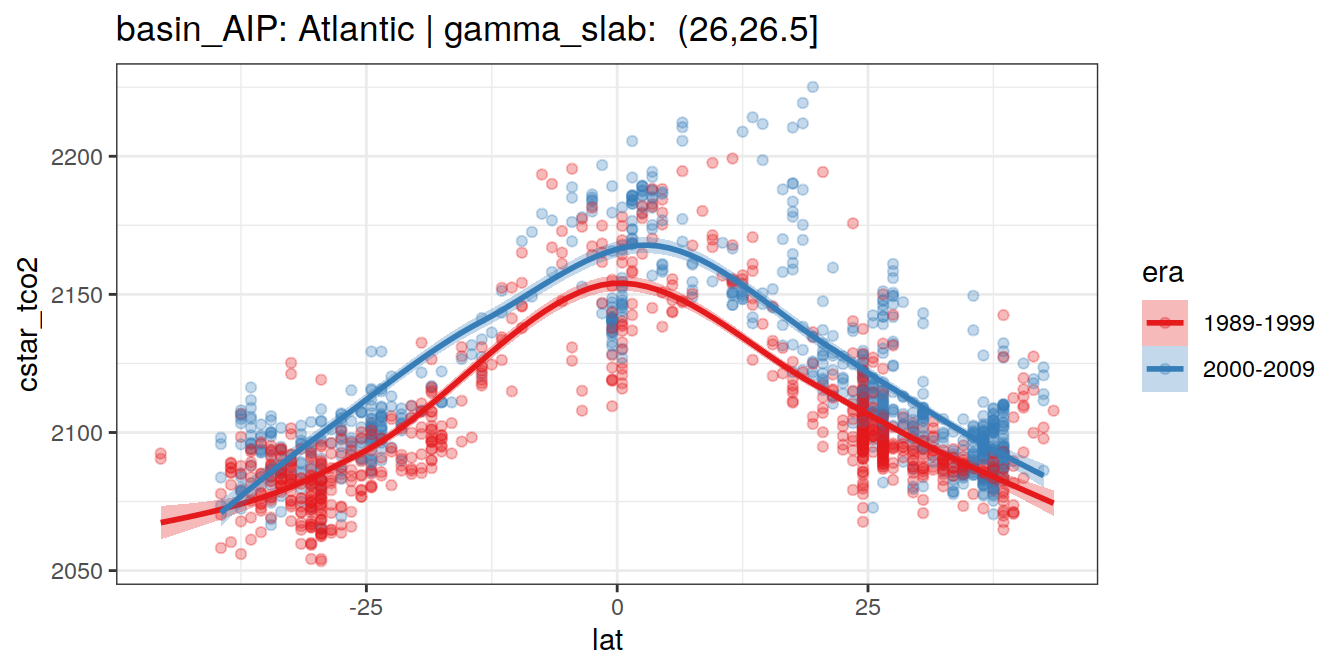 basin_AIP: Atlantic | gamma_slab:  (26,26.5]
cstar_tco2
2200
2150
2100
2050
-25
0
25
lat
era
1989-1999
2000-2009